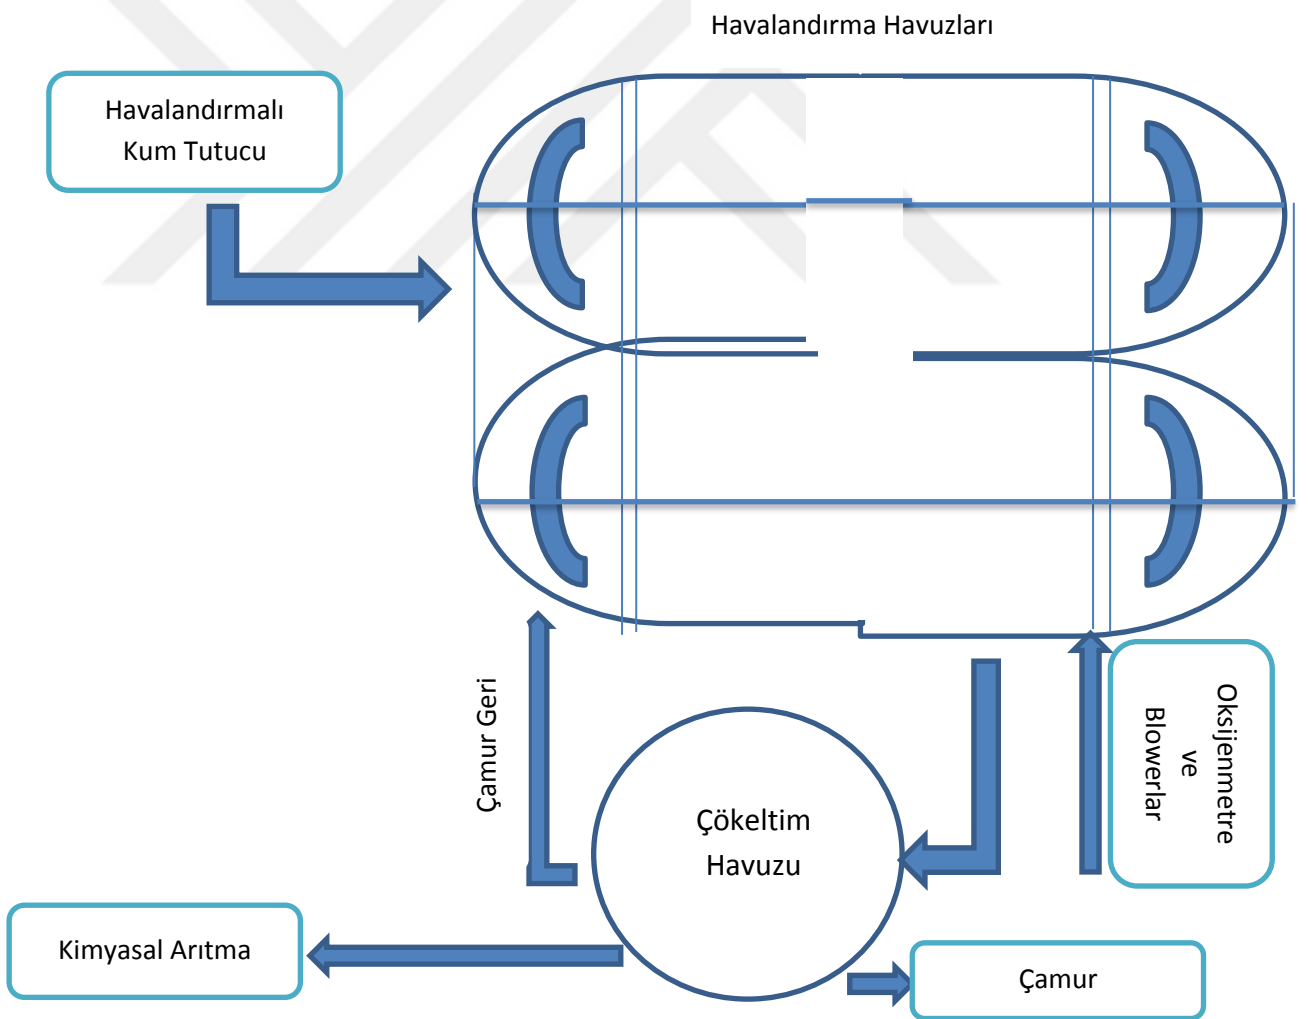 Havalandırma Havuzları
Havalandırmalı
Kum Tutucu
Çamur Geri
Oksijenmetre
ve
Blowerlar
Çökeltim
Havuzu
Kimyasal Arıtma
Çamur